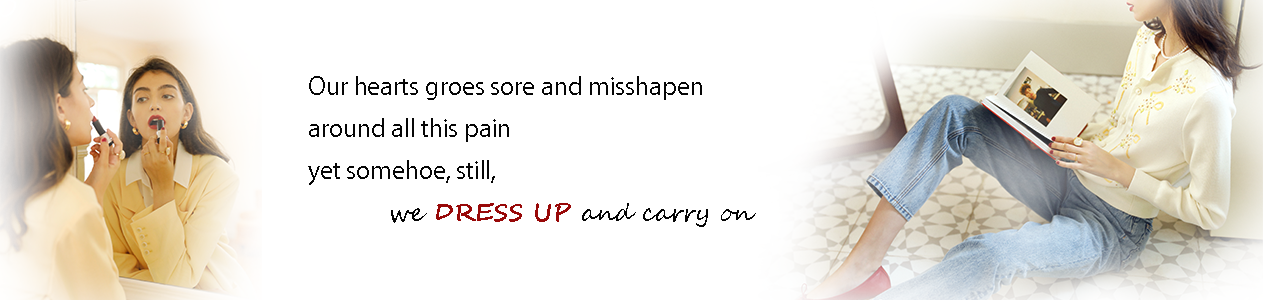 Our hearts groes sore and misshapen
around all this pain
yet somehoe, still,
we DRESS UP and carry on